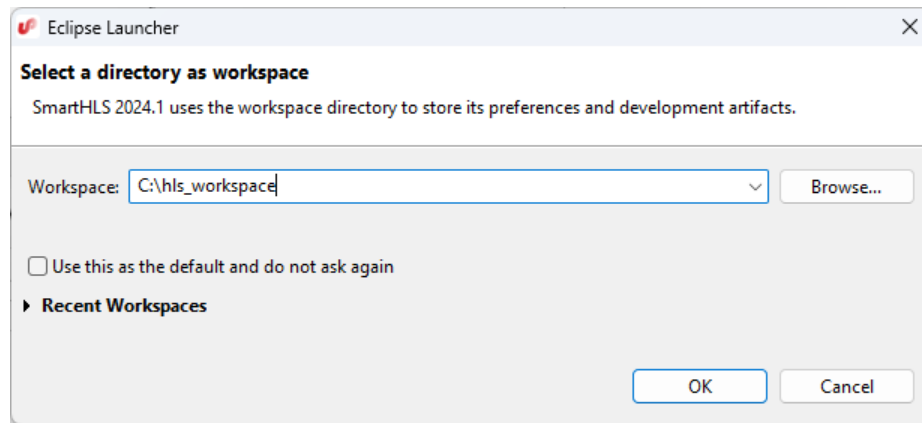 Eclipse Launcher
Select a directory as workspace
SmartHLS 2024.1 uses the workspace directory to store its preferences and development artifacts.
Workspace: C:\hls_workspace Browse...
Use this as the default and do not ask again
Recent Workspaces
OK Cancel